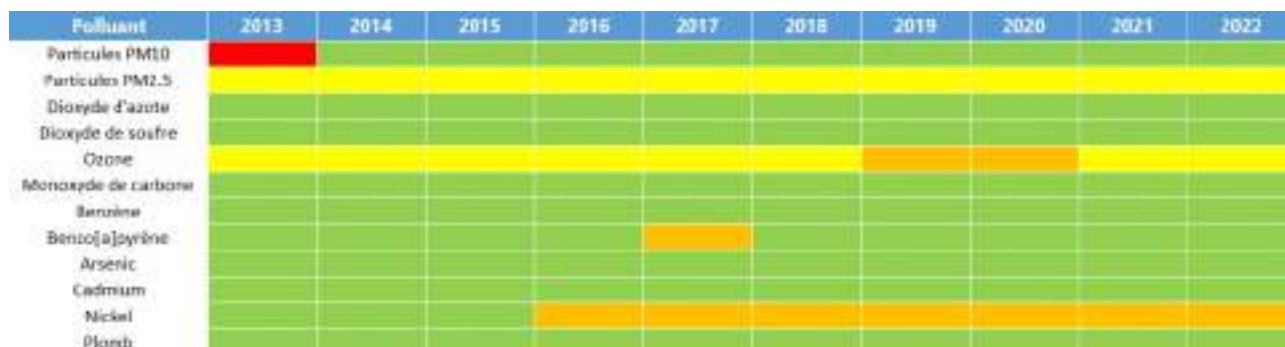 Polluant 2013 2014 2015 2016 2017 2018 2019 2020 2021 2022
Particules PM10
Particules PM2.5
Dioxyde d'azote
Dioxyde de soufre
Ozone
Monoxyde de carbone
Benzène
Benzo[a]pyrène
Arsenic
Cadmium
Nickel
Plomb